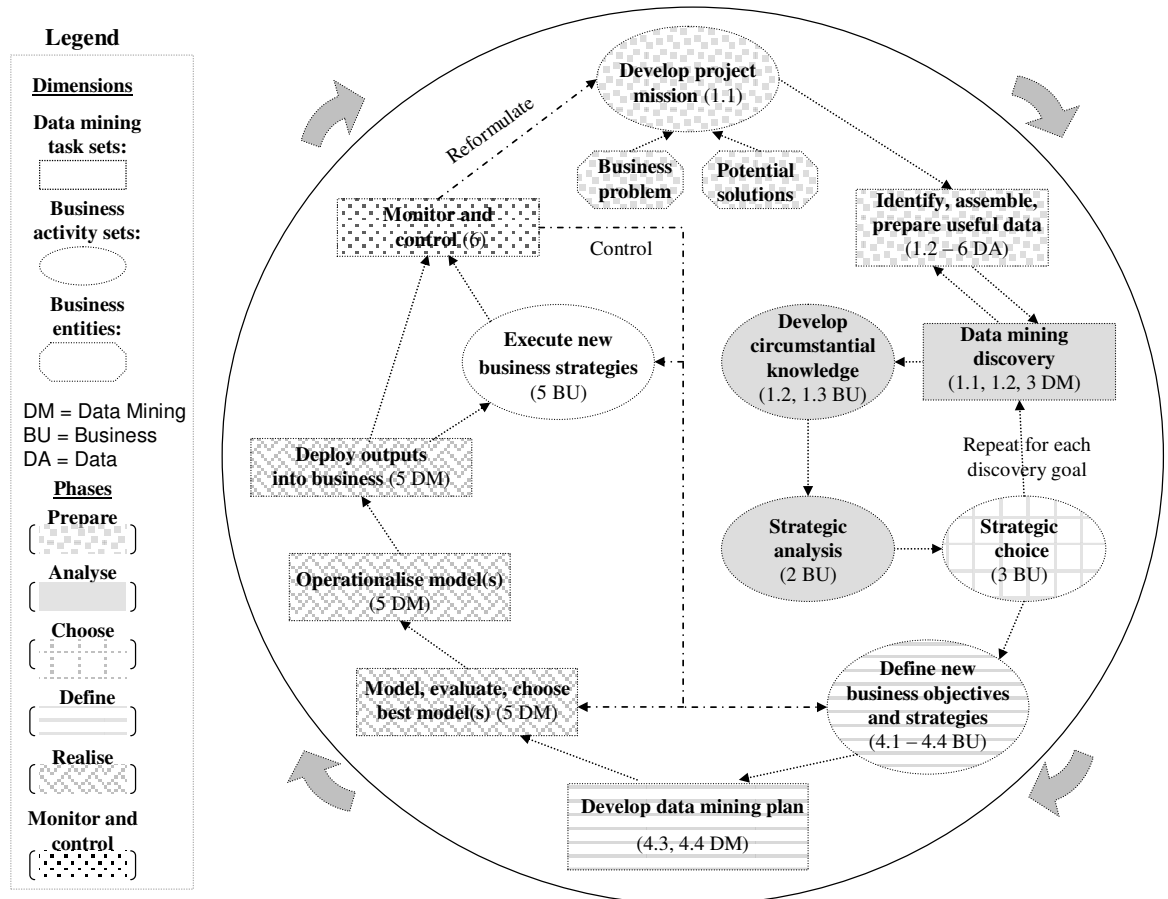 Legend
Dimensions
Data mining
task sets:
Business
activity sets:
Business
entities:
DM = Data Mining
BU = Business
DA = Data
Phases
Prepare
Analyse
Choose
Define
Realise
Monitor and
control
Develop project
mission (1.1)
Reformulate
Business
problem
Potential
solutions
Identify, assemble,
prepare useful data
(1.2 – 6 DA)
Monitor and
control (6)
Control
Develop
circumstantial
knowledge
(1.2, 1.3 BU)
Data mining
discovery
(1.1, 1.2, 3 DM)
Execute new
business strategies
(5 BU)
Repeat for each
discovery goal
Deploy outputs
into business (5 DM)
Strategic
analysis
(2 BU)
Strategic
choice
(3 BU)
Operationalise model(s)
(5 DM)
Model, evaluate, choose
best model(s) (5 DM)
Define new
business objectives
and strategies
(4.1 – 4.4 BU)
Develop data mining plan
(4.3, 4.4 DM)